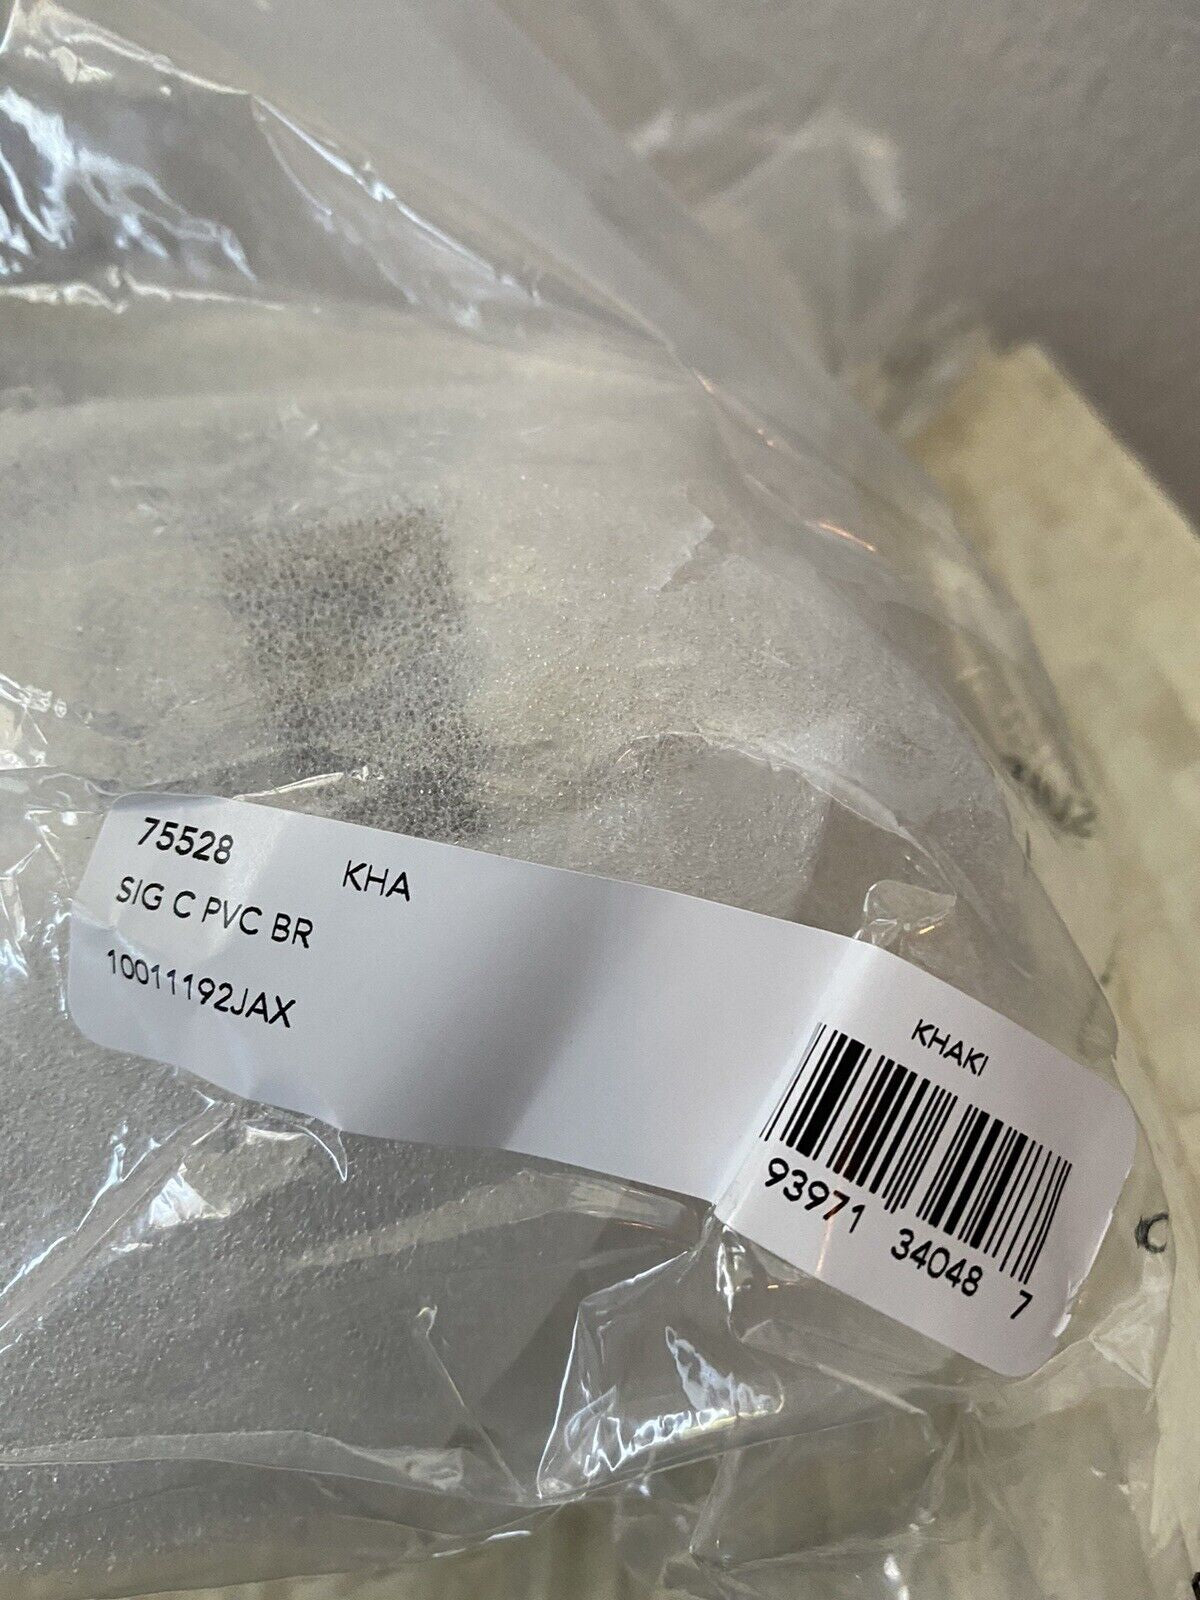 75528 KHA
SIG C PVC BR
10011192JAX
KHAKI
93971 34048 7